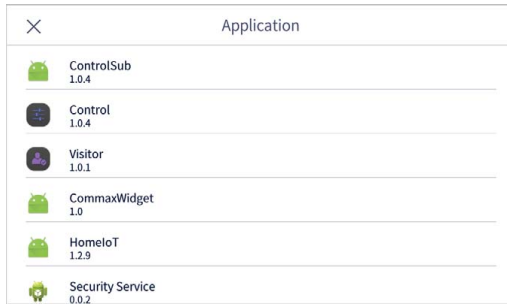 Application
ControlSub
1.0.4
Control
1.0.4
Visitor
1.0.1
CommaxWidget
1.0
HomeIoT
1.2.9
Security Service
0.0.2